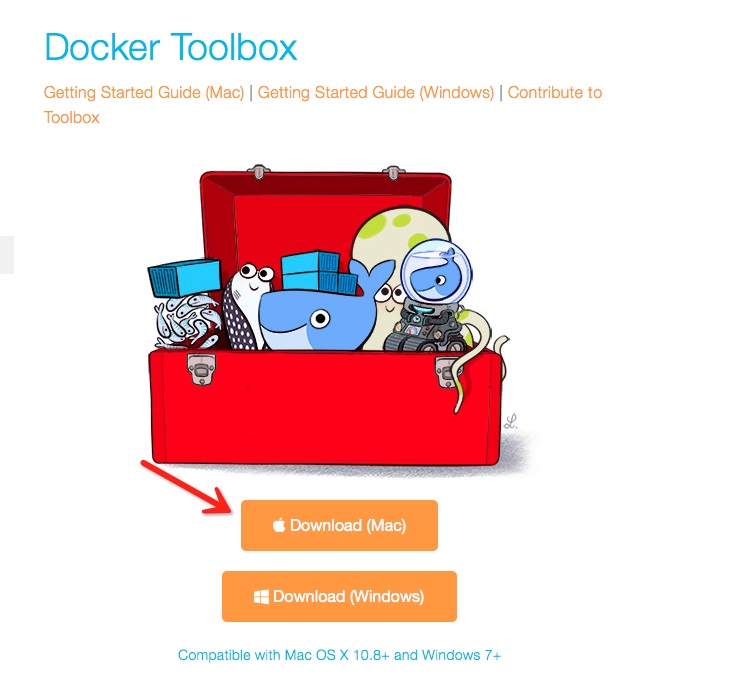 Docker Toolbox
Getting Started Guide (Mac) | Getting Started Guide (Windows) | Contribute to
Toolbox
L.
Download (Mac)
Download (Windows)
Compatible with Mac OS X 10.8+ and Windows 7+